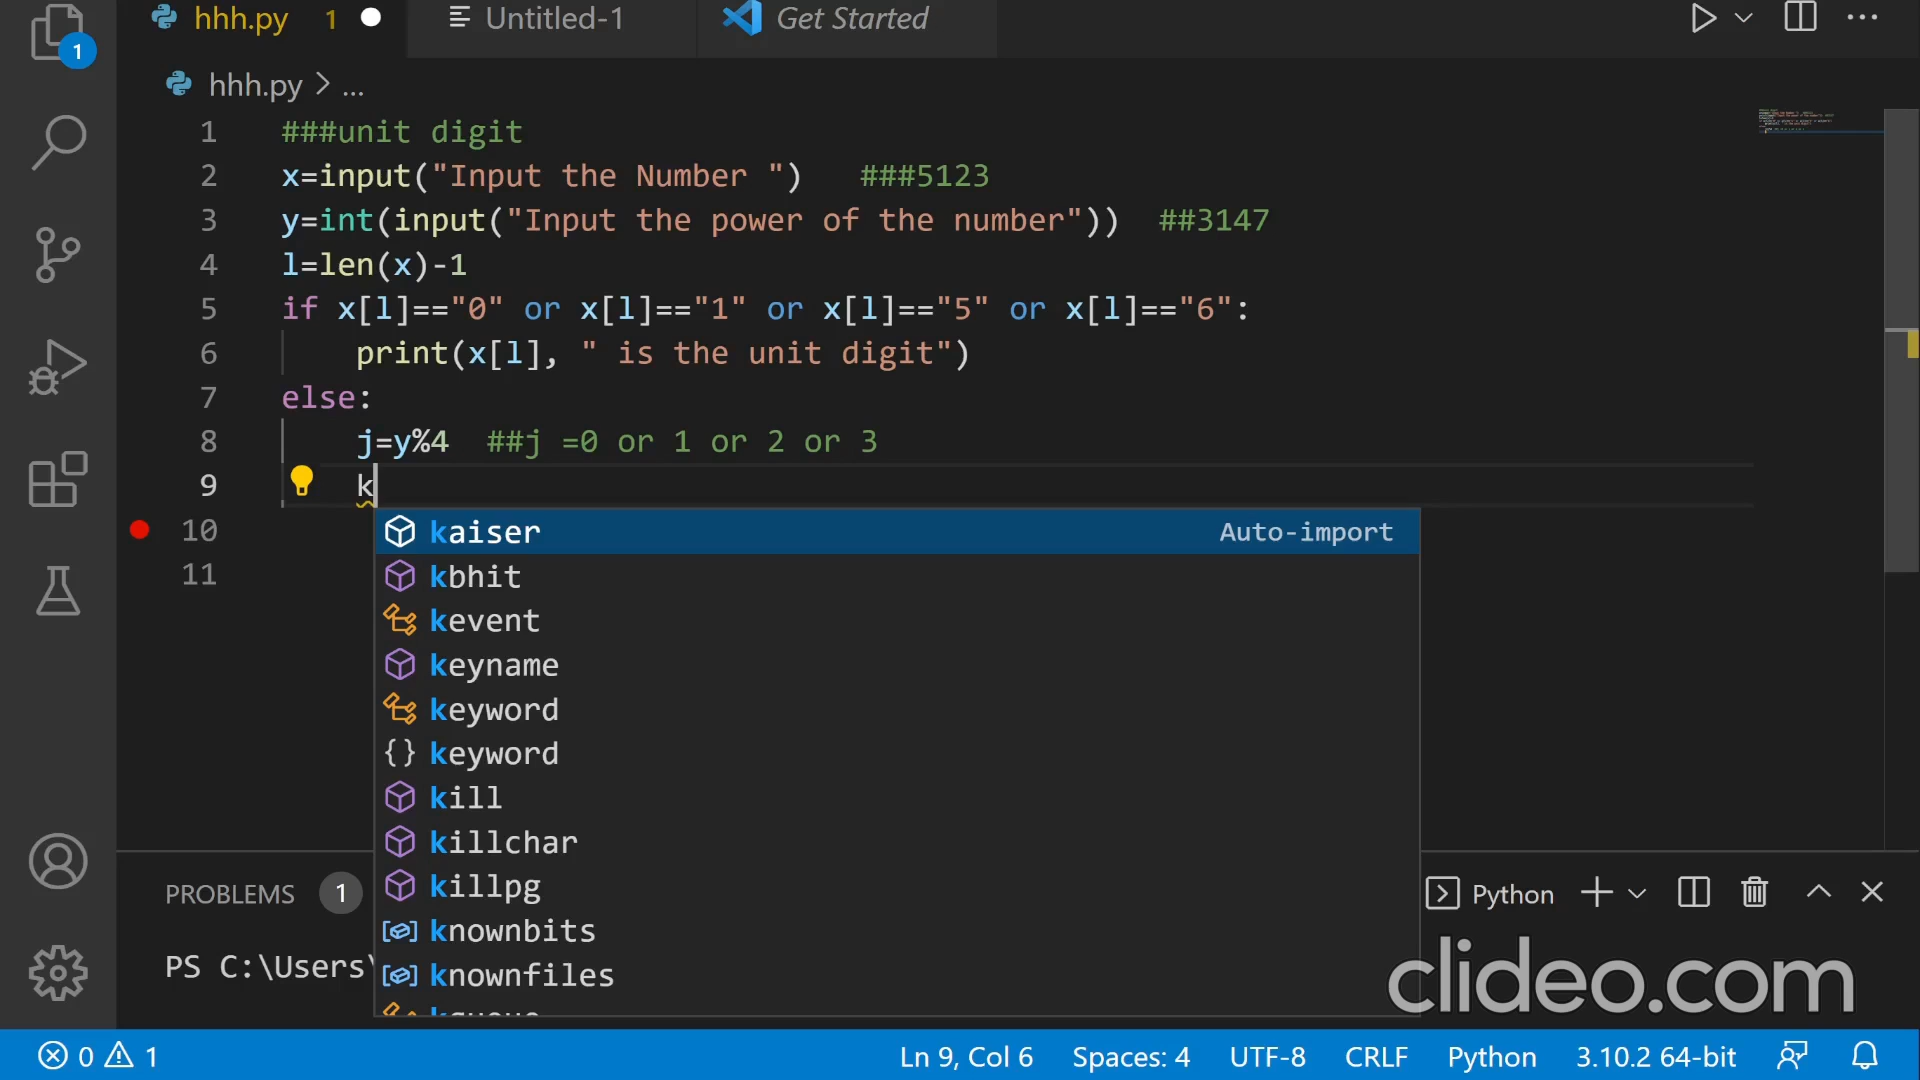 hhh.py 1 Untitled-1 Get Started
1
hhh.py > ...
1 ###unit digit
2 x=input("Input the Number ") ###5123
3 y=int(input("Input the power of the number")) ##3147
4 l=len(x)-1
5 if x[l]=="0" or x[l]=="1" or x[l]=="5" or x[l]=="6":
6 print(x[l], " is the unit digit")
7 else:
8 j=y%4 ##j =0 or 1 or 2 or 3
9 k
10
11
kaiser Auto-import
kbhit
kevent
keyname
keyword
keyword
kill
killchar
killpg
knownbits
knownfiles
PROBLEMS 1 Python
PS C:\Users\
clideo.com
0 1 Ln 9, Col 6 Spaces: 4 UTF-8 CRLF Python 3.10.2 64-bit